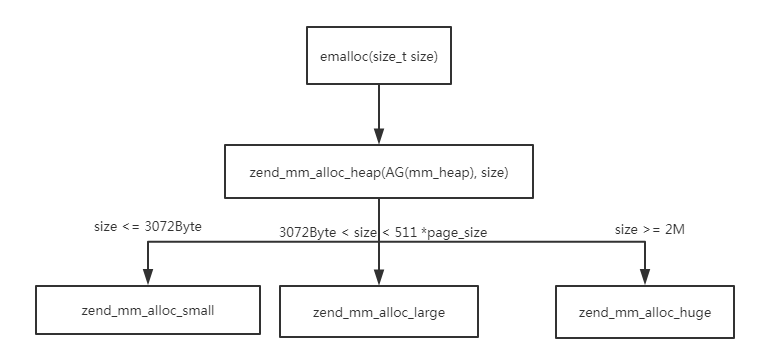 emalloc(size_t size)
zend_mm_alloc_heap(AG(mm_heap), size)
size <= 3072Byte
3072Byte < size < 511 *page_size
size >= 2M
zend_mm_alloc_small
zend_mm_alloc_large
zend_mm_alloc_huge